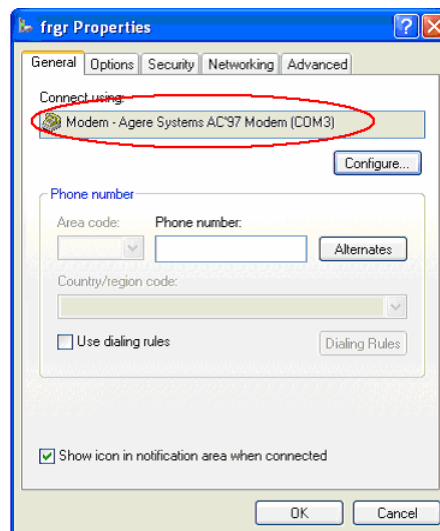 frgr Properties
General Options Security Networking Advanced
Connect using:
Modem - Agere Systems AC'97 Modem (COM3)
Configure...
Phone number
Area code: Phone number:
Alternates
Country/region code:
Use dialing rules Dialing Rules
Show icon in notification area when connected
OK Cancel